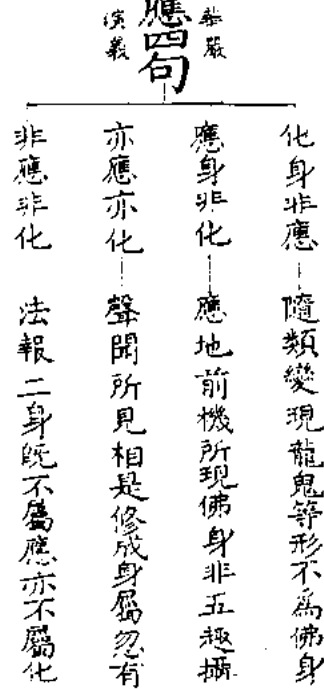 華嚴
演義
應四句
化身非應 隨類變現龍鬼等形不為佛身
應身非化 應地前機所現佛身非五趣攝
亦應亦化 聲聞所見相是修成身屬忽有
非應非化 法報二身既不屬應亦不屬化